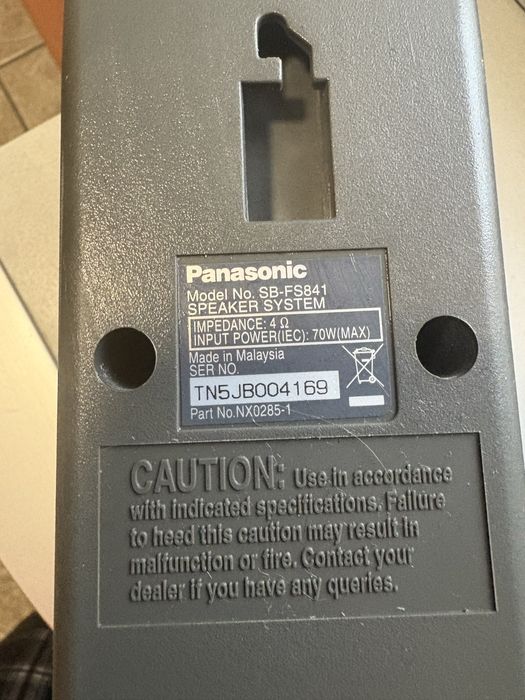 Panasonic
Model No. SB-FS841
SPEAKER SYSTEM
IMPEDANCE: 4 Ω
INPUT POWER(IEC): 70W(MAX)
Made in Malaysia
SER NO.
TN5JB004169
Part No.NX0285-1
CAUTION: Use in accordance
with indicated specifications. Failure
to heed this caution may result in
malfunction or fire. Contact your
dealer if you have any queries.